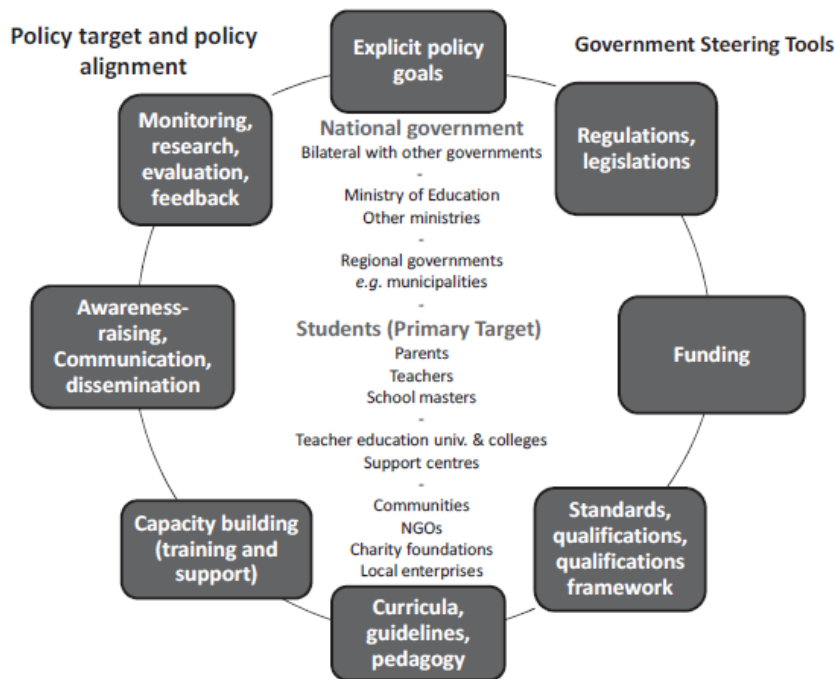 Policy target and policy
alignment
Government Steering Tools
Explicit policy
goals
Regulations,
legislations
Funding
Standards,
qualifications,
qualifications
framework
Curricula,
guidelines,
pedagogy
Capacity building
(training and
support)
Awareness-
raising,
Communication,
dissemination
Monitoring,
research,
evaluation,
feedback
National government
Bilateral with other governments
-
Ministry of Education
Other ministries
-
Regional governments
e.g. municipalities
-
Students (Primary Target)
Parents
Teachers
School masters
-
Teacher education univ. & colleges
Support centres
-
Communities
NGOs
Charity foundations
Local enterprises